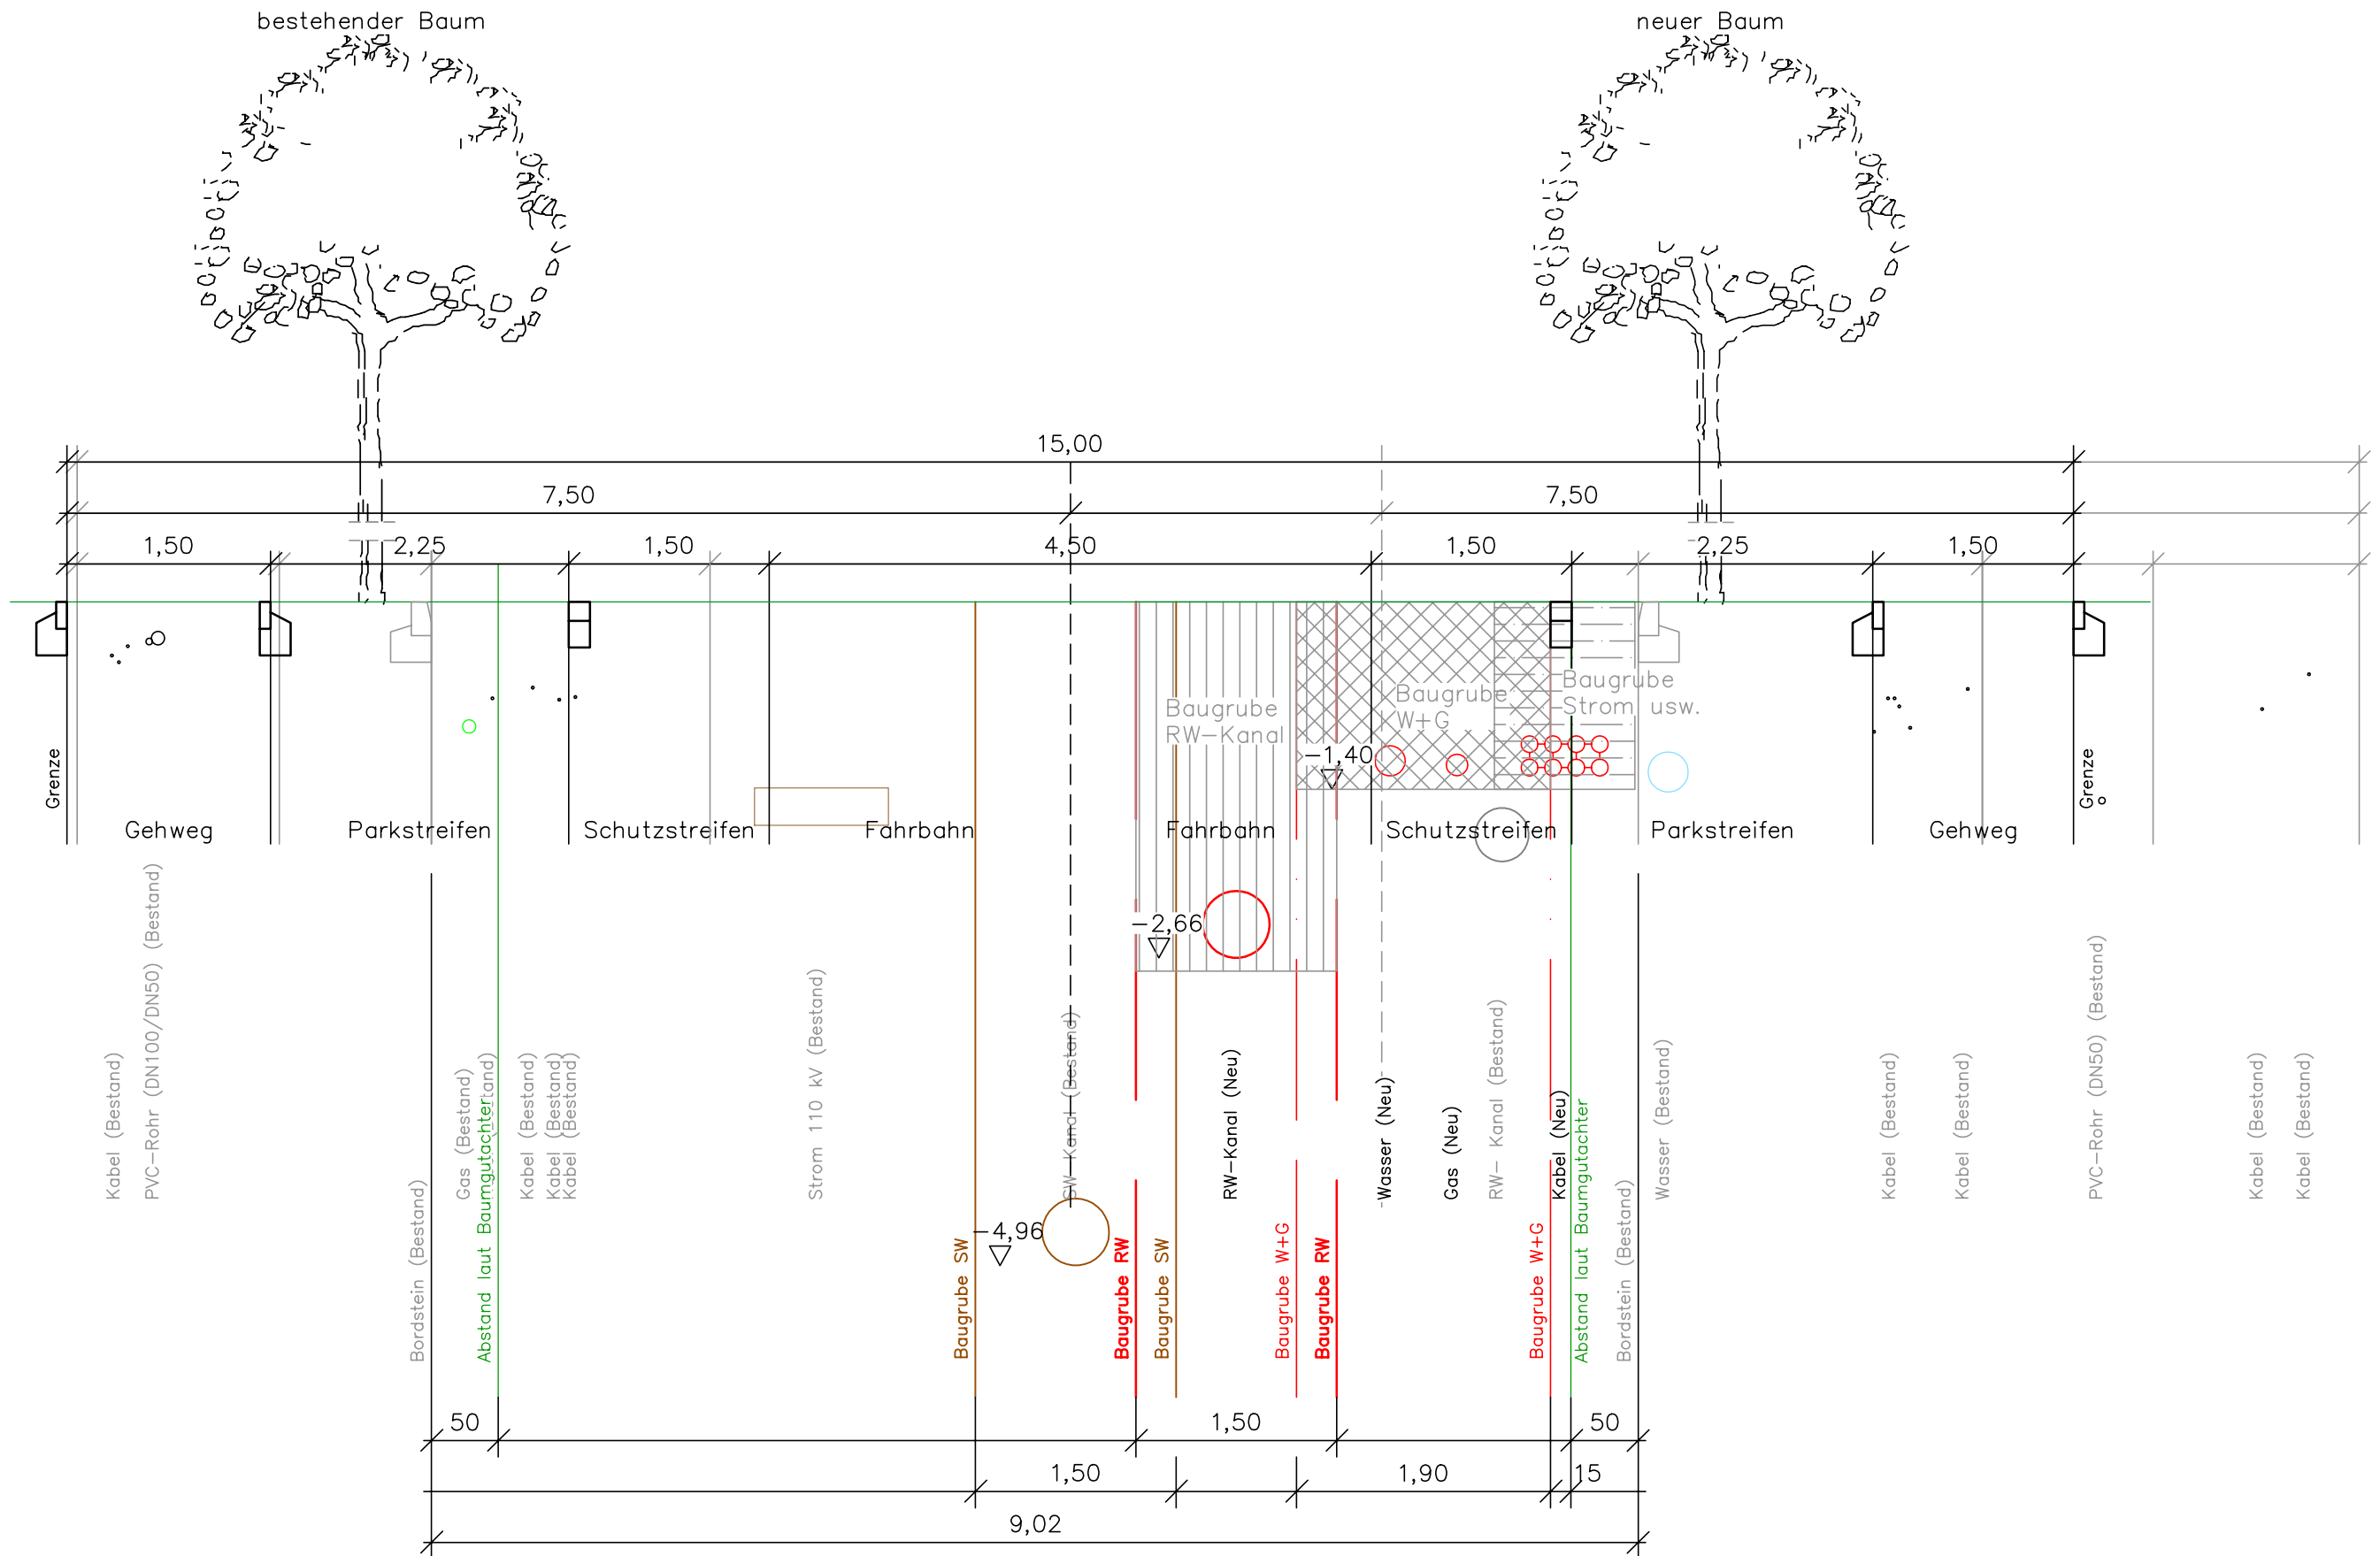 bestehender Baum
neuer Baum
15,00
7,50
7,50
1,50
2,25
1,50
4,50
1,50
2,25
1,50
Baugrube
RW-Kanal
Baugrube
W+G
Baugrube
Strom usw.
-1,40
Grenze
Grenze
Gehweg
Parkstreifen
Schutzstreifen
Fahrbahn
Fahrbahn
Schutzstreifen
Parkstreifen
Gehweg
-2,66
-4,96
Kabel (Bestand)
PVC-Rohr (DN100/DN50) (Bestand)
Bordstein (Bestand)
Gas (Bestand)
Abstand laut Baumgutachter
Kabel (Bestand)
Kabel (Bestand)
Kabel (Bestand)
Strom 110 kV (Bestand)
Baugrube SW
SW-Kanal (Bestand)
Baugrube RW
Baugrube SW
RW-Kanal (Neu)
Baugrube W+G
Baugrube RW
Wasser (Neu)
Gas (Neu)
RW- Kanal (Bestand)
Baugrube W+G
Kabel (Neu)
Abstand laut Baumgutachter
Bordstein (Bestand)
Wasser (Bestand)
Kabel (Bestand)
Kabel (Bestand)
PVC-Rohr (DN50) (Bestand)
Kabel (Bestand)
Kabel (Bestand)
50
1,50
50
1,50
1,90
15
9,02